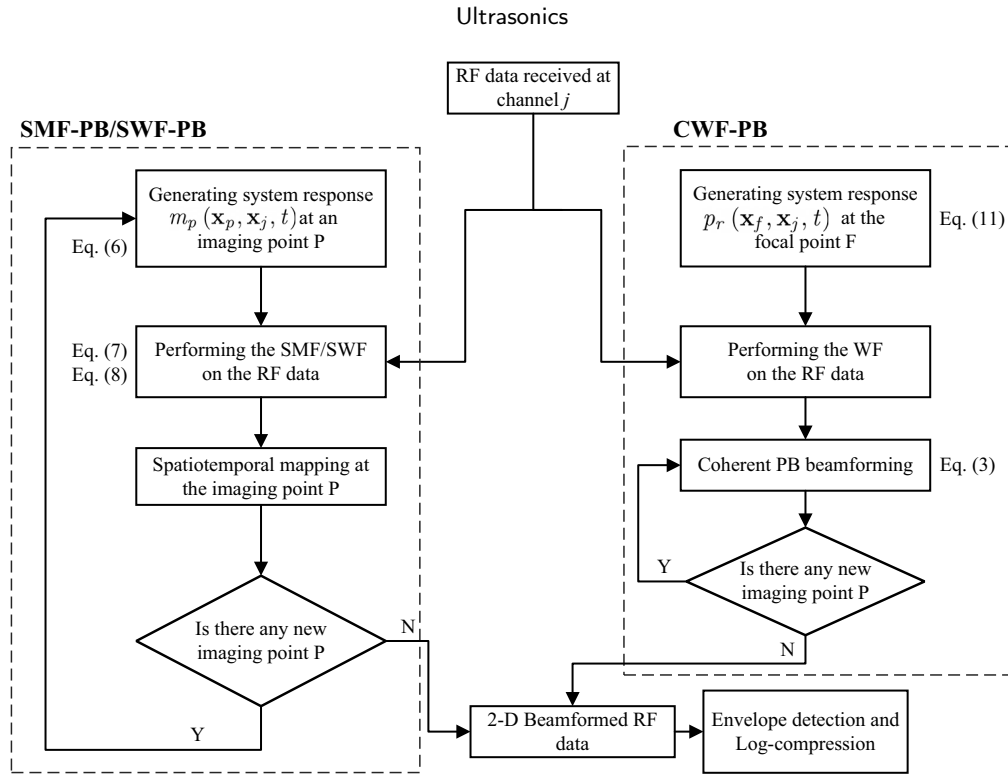 Ultrasonics
RF data received at
channel j
SMF-PB/SWF-PB
Generating system response
m_p (x_p, x_j, t) at an
imaging point P
Eq. (6)
Eq. (7)
Eq. (8)
Performing the SMF/SWF
on the RF data
Spatiotemporal mapping at
the imaging point P
Is there any new
imaging point P
N
Y
CWF-PB
Generating system response
p_r (x_f, x_j, t) at the
focal point F
Eq. (11)
Performing the WF
on the RF data
Coherent PB beamforming
Eq. (3)
Y
Is there any new
imaging point P
N
2-D Beamformed RF
data
Envelope detection and
Log-compression